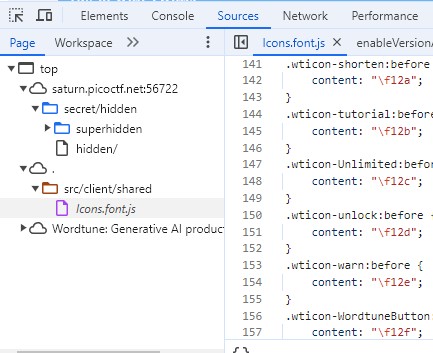 Elements Console Sources Network Performance
Page Workspace
Icons.font.js enableVersionA
top
saturn.picoctf.net:56722
secret/hidden
superhidden
hidden/
.
src/client/shared
Icons.font.js
Wordtune: Generative AI produc
141 .wticon-shorten:before
142 content: "\f12a";
143 }
144 .wticon-tutorial:before
145 content: "\f12b";
146 }
147 .wticon-Unlimited:befor
148 content: "\f12c";
149 }
150 .wticon-unlock:before {
151 content: "\f12d";
152 }
153 .wticon-warn:before {
154 content: "\f12e";
155 }
156 .wticon-WordtuneButton:
157 content: "\f12f";
{}